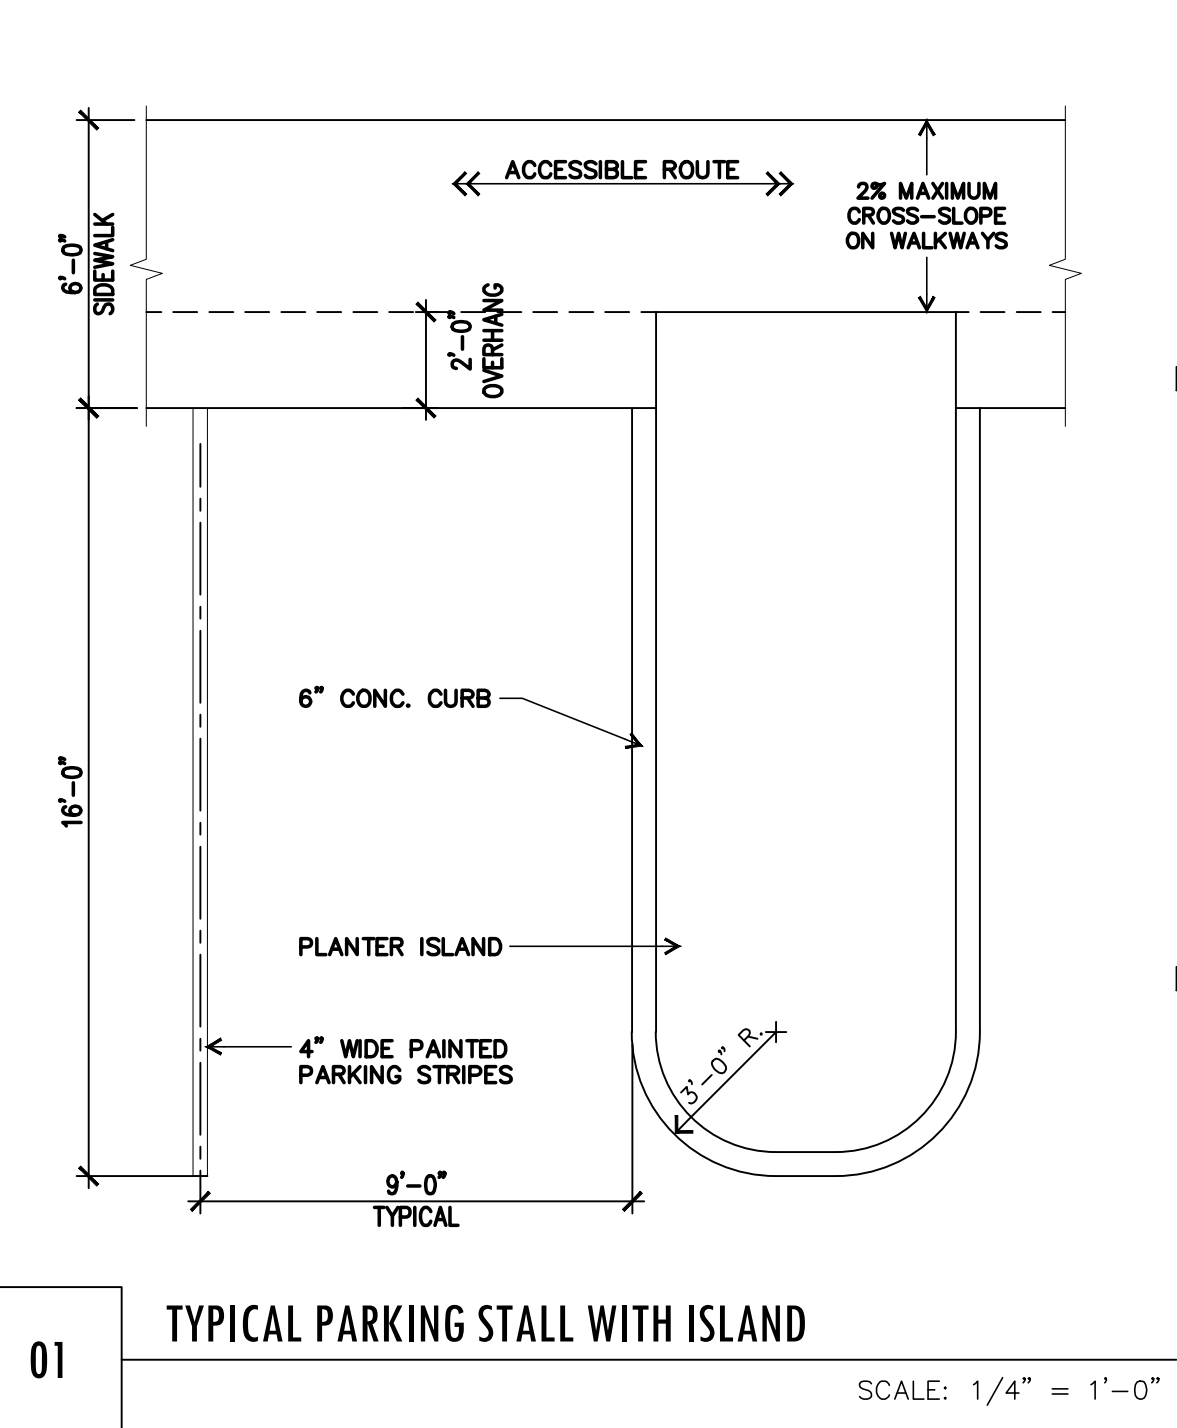 ACCESSIBLE ROUTE
2% MAXIMUM
CROSS-SLOPE
ON WALKWAYS
6'-0"
SIDEWALK
2'-0"
OVERHANG
6" CONC. CURB
16'-0"
PLANTER ISLAND
3'-0" R.
4" WIDE PAINTED
PARKING STRIPES
9'-0"
TYPICAL
01
TYPICAL PARKING STALL WITH ISLAND
SCALE: 1/4" = 1'-0"